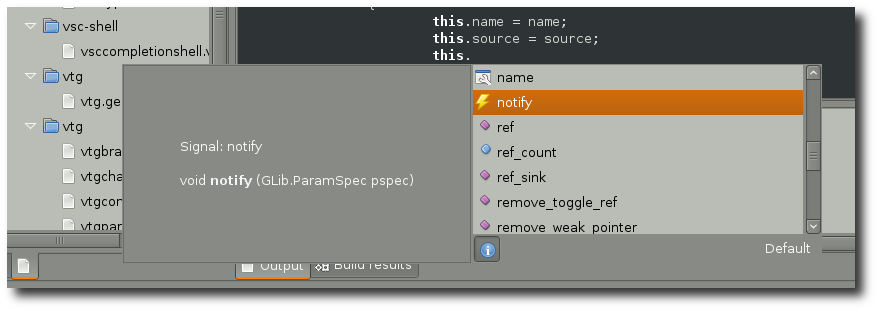 vsc-shell
vsccompletionshell.v
vtg
vtg.ge
vtg
vtgbra
vtgcha
vtgcon
vtgpar
{
this.name = name;
this.source = source;
this.
Signal: notify
void notify (GLib.ParamSpec pspec)
name
notify
ref
ref_count
ref_sink
remove_toggle_ref
remove_weak_pointer
Default
Output
Build results